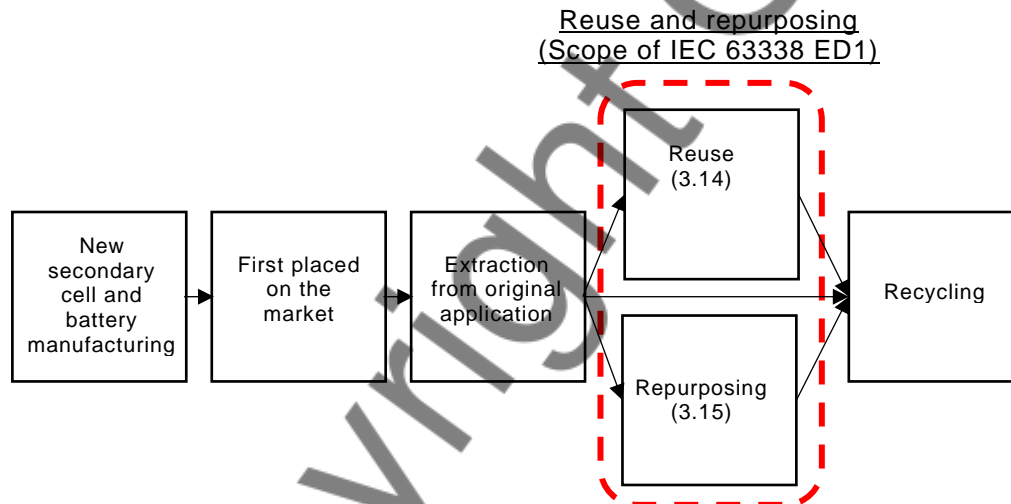 Reuse and repurposing
(Scope of IEC 63338 ED1)
Reuse
(3.14)
New
secondary
cell and
battery
manufacturing
First placed
on the
market
Extraction
from original
application
Recycling
Repurposing
(3.15)